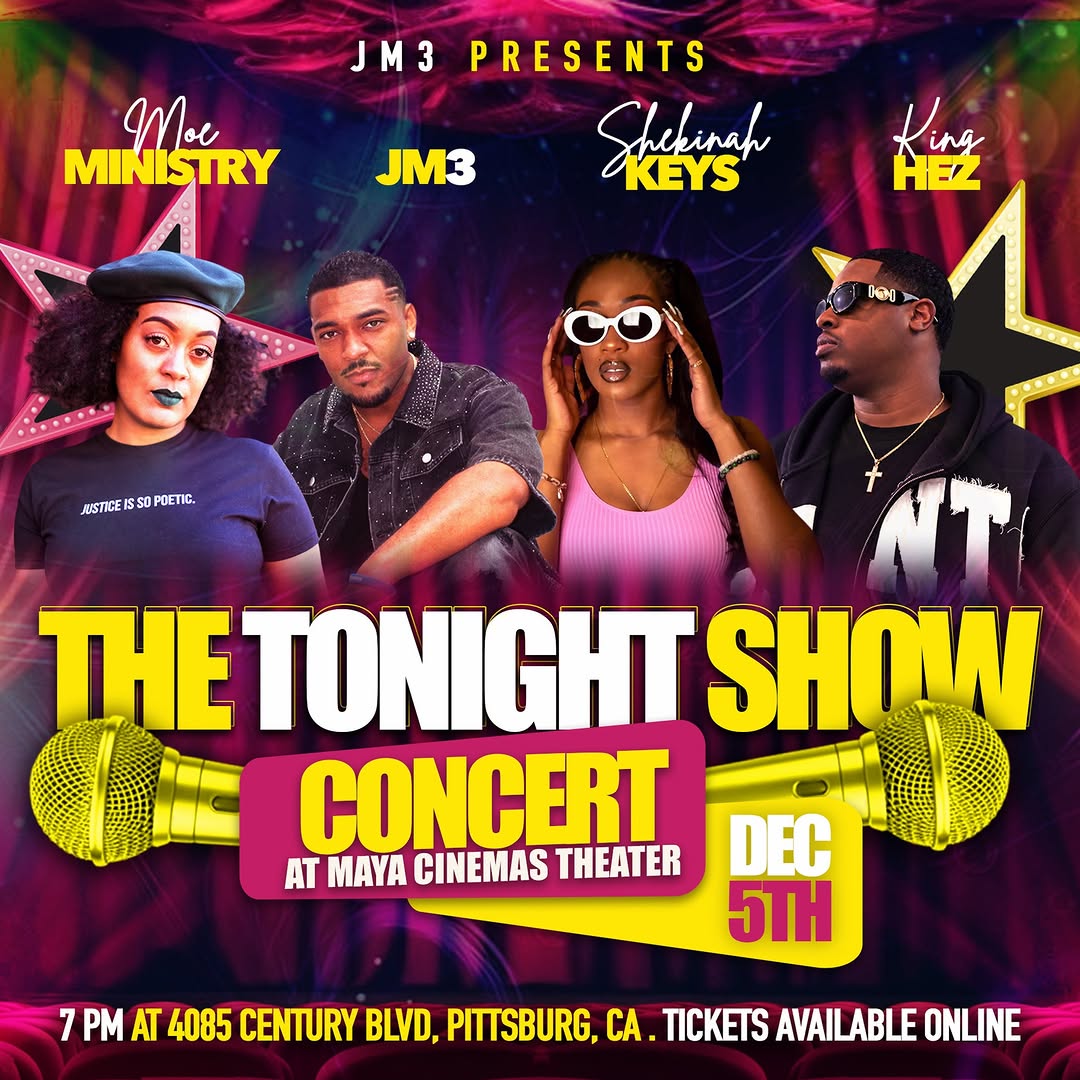 JM3 PRESENTS
Moe
MINISTRY
JM3
Shekinah
KEYS
King
HEZ
JUSTICE IS SO POETIC.
NT
THE TONIGHT SHOW
CONCERT
AT MAYA CINEMAS THEATER
DEC
5TH
7 PM AT 4085 CENTURY BLVD, PITTSBURG, CA . TICKETS AVAILABLE ONLINE